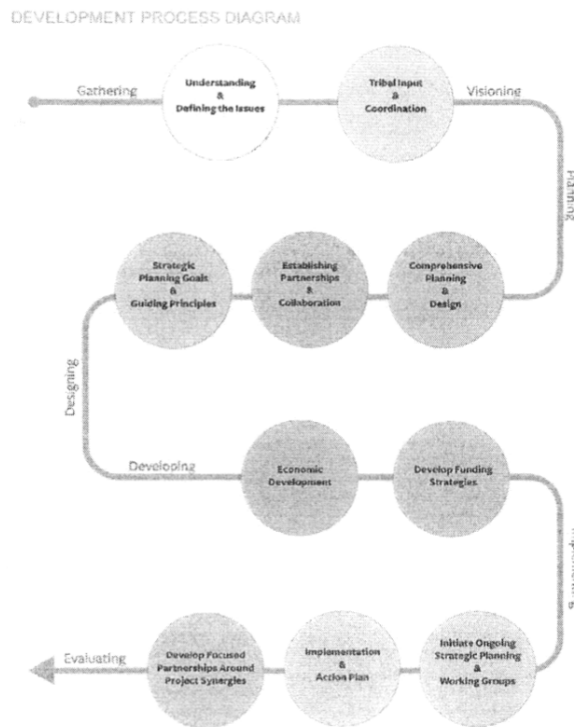 DEVELOPMENT PROCESS DIAGRAM
Gathering
Understanding
&
Defining the Issues
Tribal Input
&
Coordination
Visioning
Planning
Comprehensive
Planning
&
Design
Establishing
Partnerships
&
Collaboration
Strategic
Planning Goals
&
Guiding Principles
Designing
Developing
Economic
Development
Develop Funding
Strategies
Initiate Ongoing
Strategic Planning
&
Working Groups
Implementation
&
Action Plan
Develop Focused
Partnerships Around
Project Synergies
Evaluating